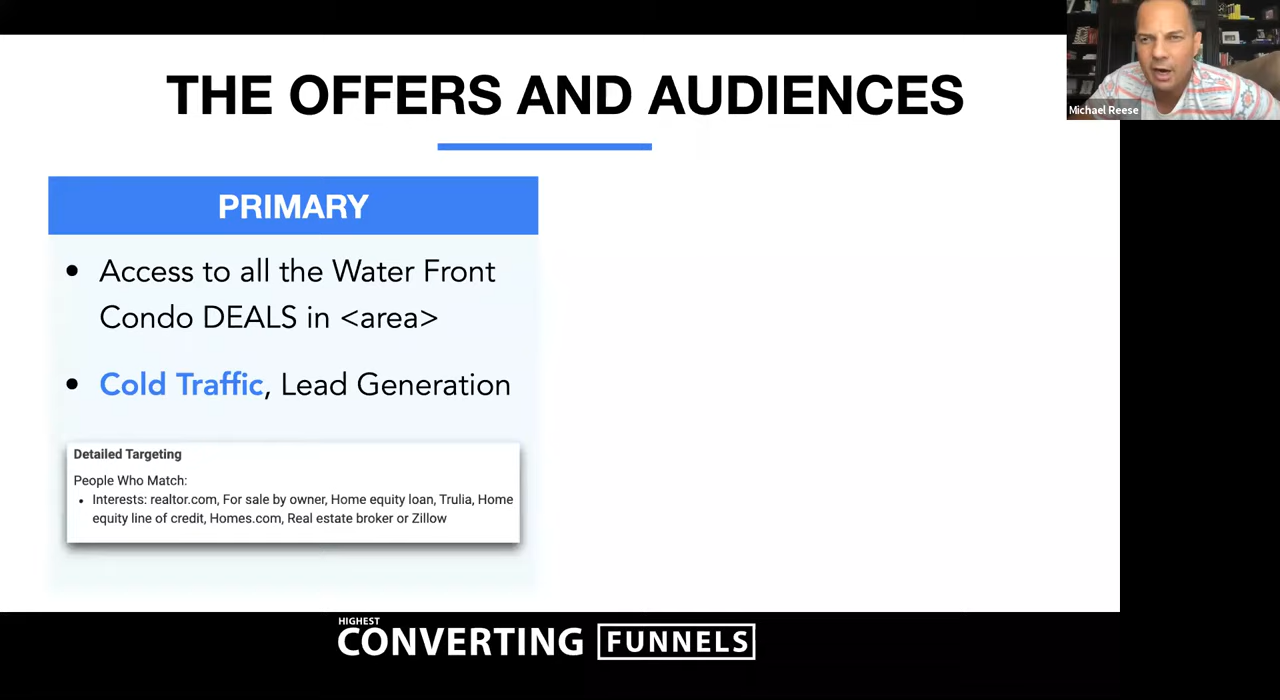 THE OFFERS AND AUDIENCES
Michael Reese
PRIMARY
• Access to all the Water Front
Condo DEALS in <area>
• Cold Traffic, Lead Generation
Detailed Targeting
People Who Match:
• Interests: realtor.com, For sale by owner, Home equity loan, Trulia, Home
equity line of credit, Homes.com, Real estate broker or Zillow
HIGHEST
CONVERTING FUNNELS